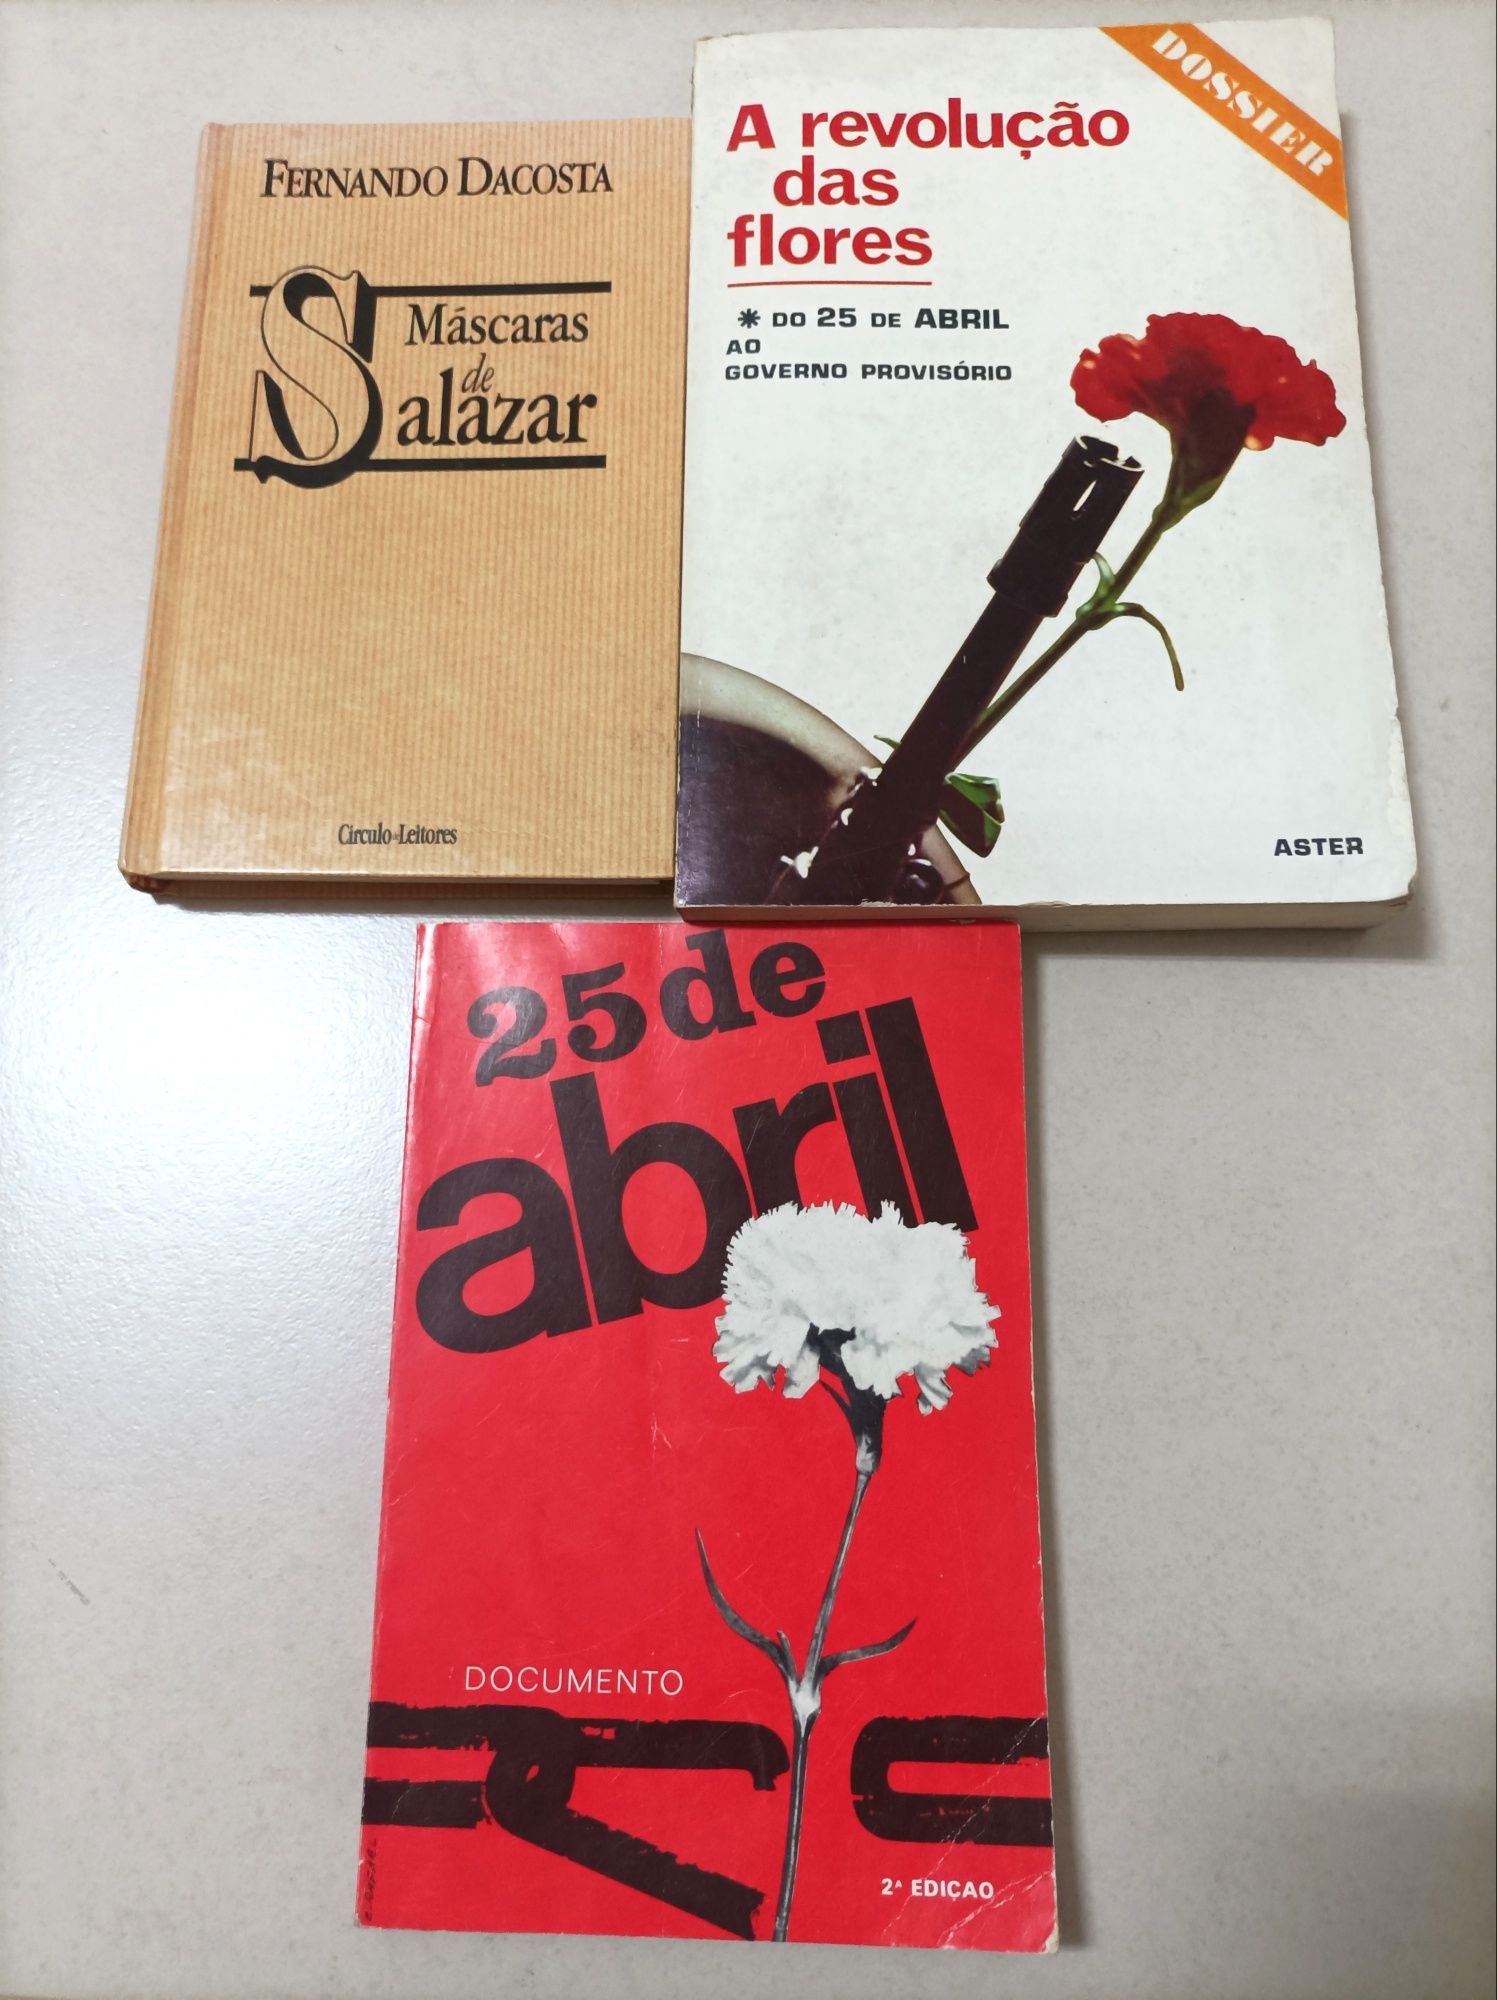 FERNANDO DACOSTA
Máscaras
de
Salazar
Círculo de Leitores
DOSSIER
A revolução
das
flores
* DO 25 DE ABRIL
AO
GOVERNO PROVISÓRIO
ASTER
25 de
abril
DOCUMENTO
2ª EDIÇAO